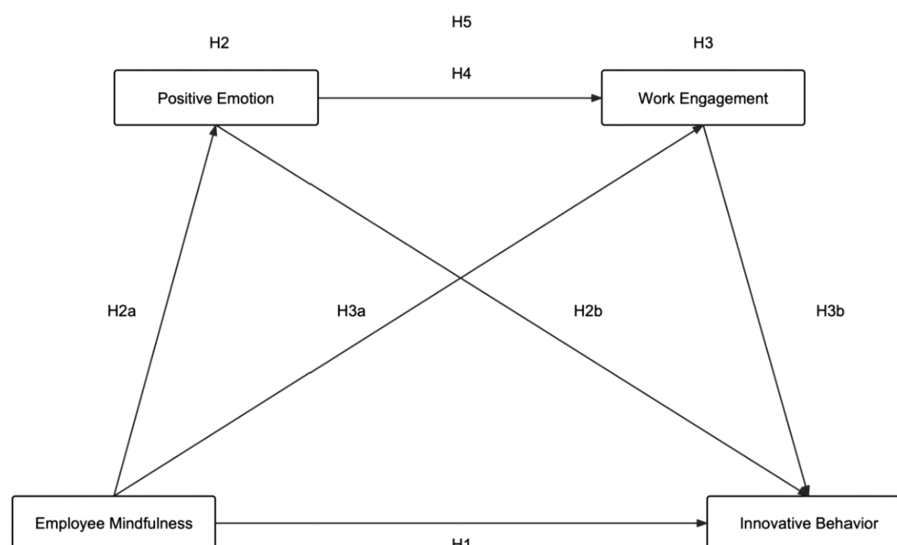 H5
H2
H3
H4
Positive Emotion
Work Engagement
H2a
H3a
H2b
H3b
Employee Mindfulness
Innovative Behavior
H1